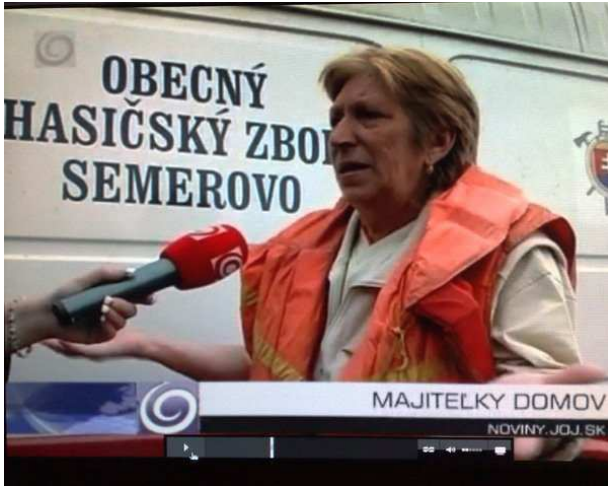 OBECNÝ
HASIČSKÝ ZBOR
SEMEROVO
MAJITEĽKY DOMOV
NOVINY.JOJ.SK